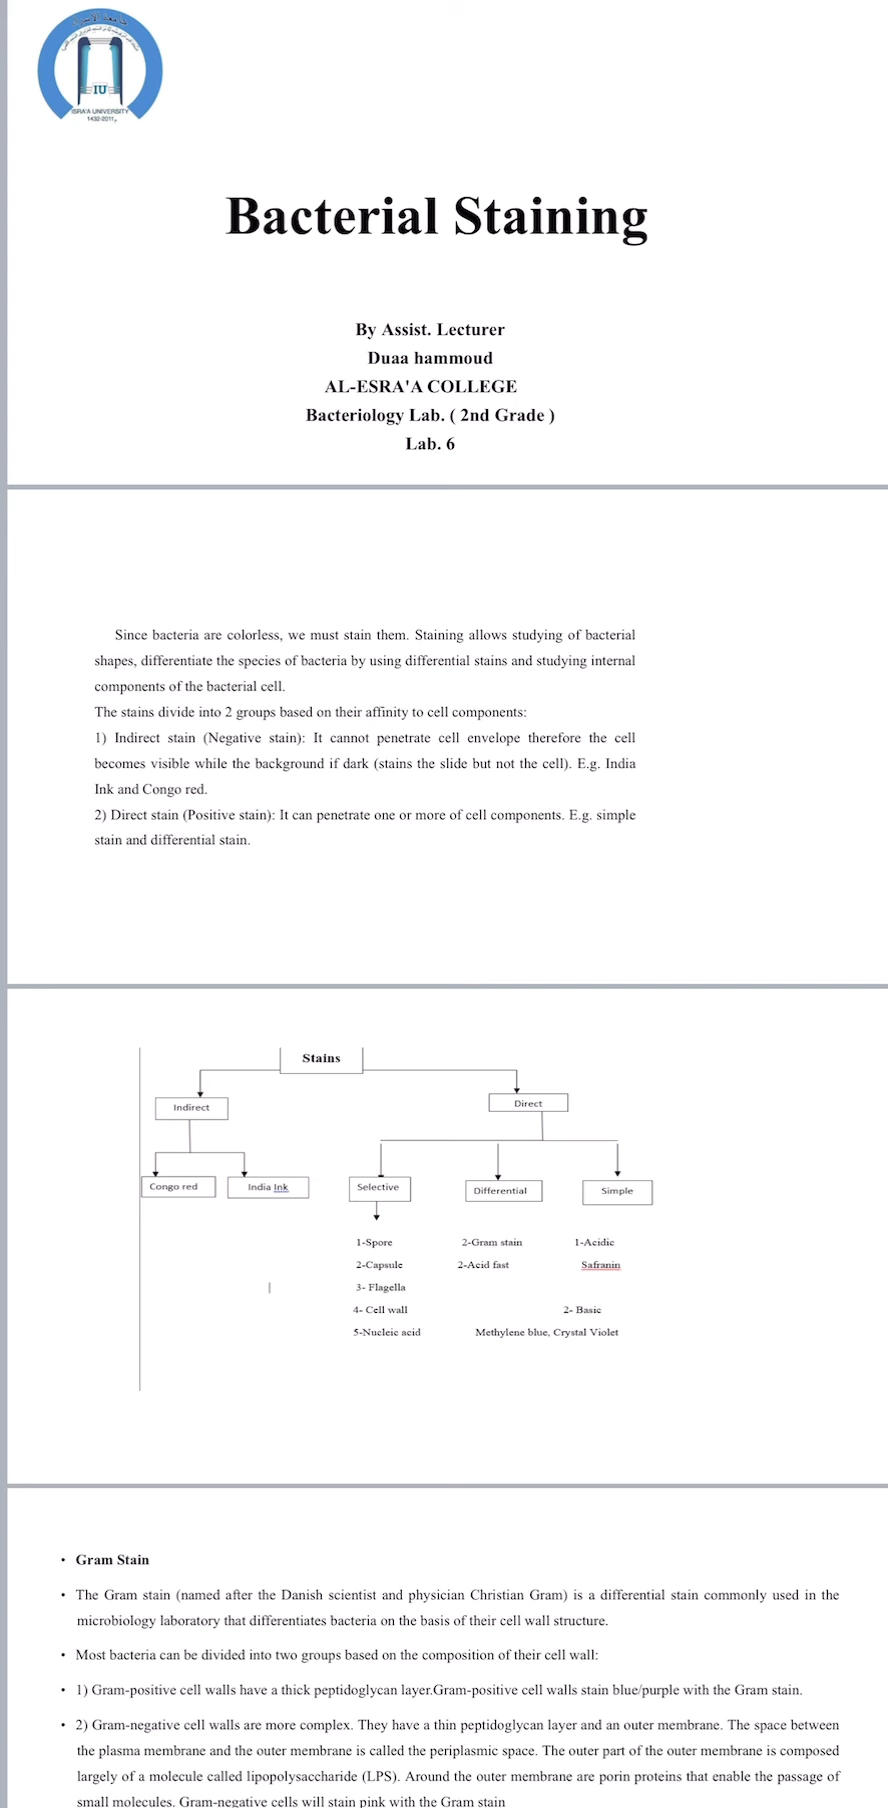 جامعة الاسراء
IU
ISRA'A UNIVERSITY
1432-2011م
Bacterial Staining
By Assist. Lecturer
Duaa hammoud
AL-ESRA'A COLLEGE
Bacteriology Lab. ( 2nd Grade )
Lab. 6
Since bacteria are colorless, we must stain them. Staining allows studying of bacterial
shapes, differentiate the species of bacteria by using differential stains and studying internal
components of the bacterial cell.
The stains divide into 2 groups based on their affinity to cell components:
1) Indirect stain (Negative stain): It cannot penetrate cell envelope therefore the cell
becomes visible while the background if dark (stains the slide but not the cell). E.g. India
Ink and Congo red.
2) Direct stain (Positive stain): It can penetrate one or more of cell components. E.g. simple
stain and differential stain.
Stains
Indirect
Direct
Congo red
India Ink
Selective
Differential
Simple
1-Spore
2-Gram stain
1-Acidic
2-Capsule
2-Acid fast
Safranin
3- Flagella
4- Cell wall
2- Basic
5-Nucleic acid
Methylene blue, Crystal Violet
• Gram Stain
• The Gram stain (named after the Danish scientist and physician Christian Gram) is a differential stain commonly used in the
microbiology laboratory that differentiates bacteria on the basis of their cell wall structure.
• Most bacteria can be divided into two groups based on the composition of their cell wall:
• 1) Gram-positive cell walls have a thick peptidoglycan layer.Gram-positive cell walls stain blue/purple with the Gram stain.
• 2) Gram-negative cell walls are more complex. They have a thin peptidoglycan layer and an outer membrane. The space between
the plasma membrane and the outer membrane is called the periplasmic space. The outer part of the outer membrane is composed
largely of a molecule called lipopolysaccharide (LPS). Around the outer membrane are porin proteins that enable the passage of
small molecules. Gram-negative cells will stain pink with the Gram stain